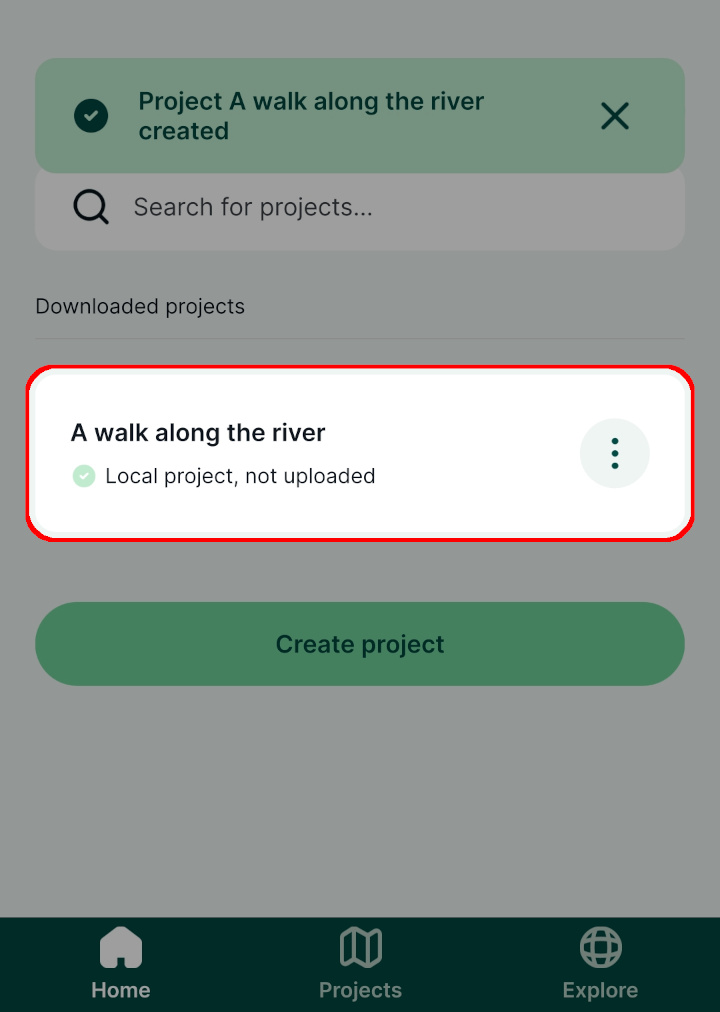 Project A walk along the river
created
Search for projects...
Downloaded projects
A walk along the river
Local project, not uploaded
Create project
Home
Projects
Explore